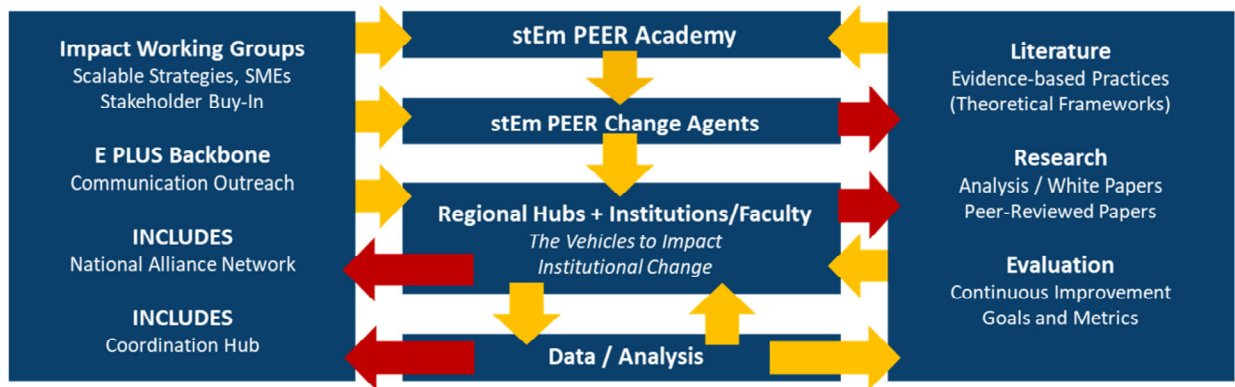 Impact Working Groups
Scalable Strategies, SMEs
Stakeholder Buy-In
E PLUS Backbone
Communication Outreach
INCLUDES
National Alliance Network
INCLUDES
Coordination Hub
stEm PEER Academy
stEm PEER Change Agents
Regional Hubs + Institutions/Faculty
The Vehicles to Impact
Institutional Change
Data / Analysis
Literature
Evidence-based Practices
(Theoretical Frameworks)
Research
Analysis / White Papers
Peer-Reviewed Papers
Evaluation
Continuous Improvement
Goals and Metrics